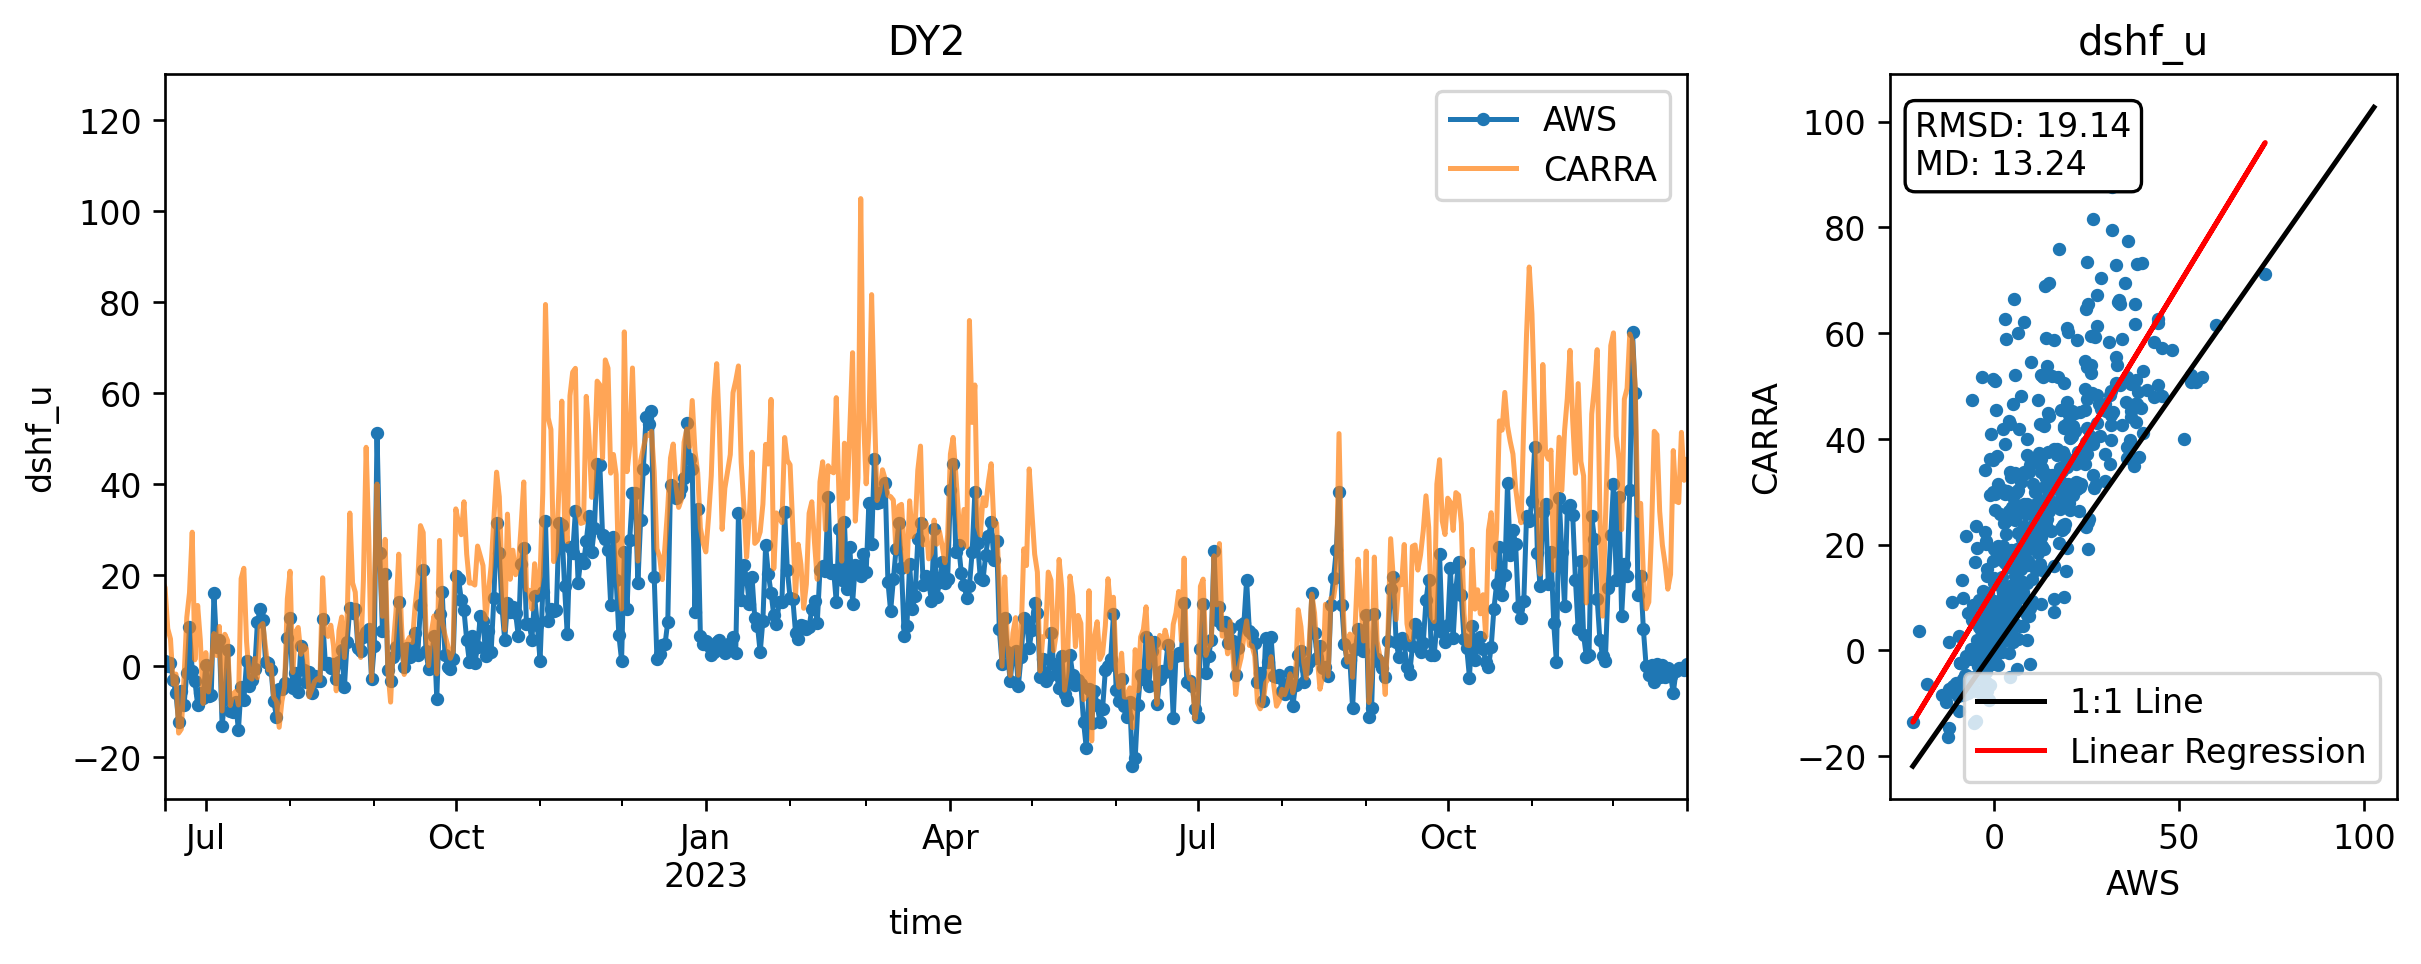 DY2
dshf_u
120
100
80
60
40
20
0
−20
AWS
CARRA
Jul
Oct
Jan
2023
Apr
Jul
Oct
time
dshf_u
RMSD: 19.14
MD: 13.24
CARRA
100
80
60
40
20
0
−20
1:1 Line
Linear Regression
0
50
100
AWS